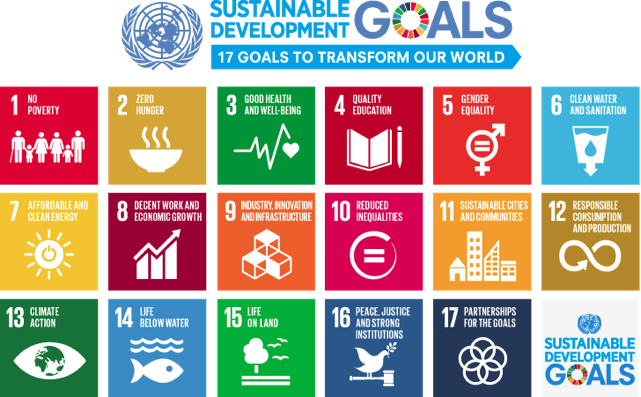 SUSTAINABLE
DEVELOPMENT
GOALS
17 GOALS TO TRANSFORM OUR WORLD
1 NO
POVERTY
2 ZERO
HUNGER
3 GOOD HEALTH
AND WELL-BEING
4 QUALITY
EDUCATION
5 GENDER
EQUALITY
6 CLEAN WATER
AND SANITATION
7 AFFORDABLE AND
CLEAN ENERGY
8 DECENT WORK AND
ECONOMIC GROWTH
9 INDUSTRY, INNOVATION
AND INFRASTRUCTURE
10 REDUCED
INEQUALITIES
11 SUSTAINABLE CITIES
AND COMMUNITIES
12 RESPONSIBLE
CONSUMPTION
AND PRODUCTION
13 CLIMATE
ACTION
14 LIFE
BELOW WATER
15 LIFE
ON LAND
16 PEACE, JUSTICE
AND STRONG
INSTITUTIONS
17 PARTNERSHIPS
FOR THE GOALS
SUSTAINABLE
DEVELOPMENT
GOALS